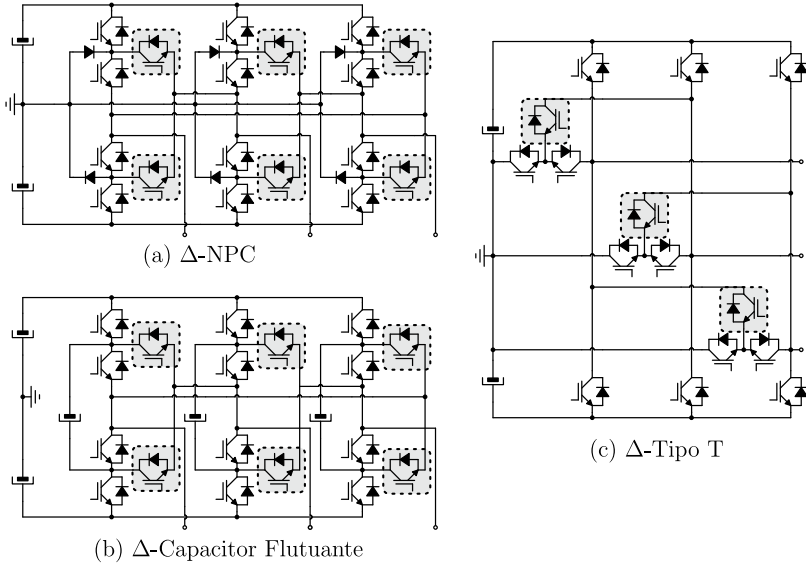 (a) Δ-NPC
(b) Δ-Capacitor Flutuante
(c) Δ-Tipo T